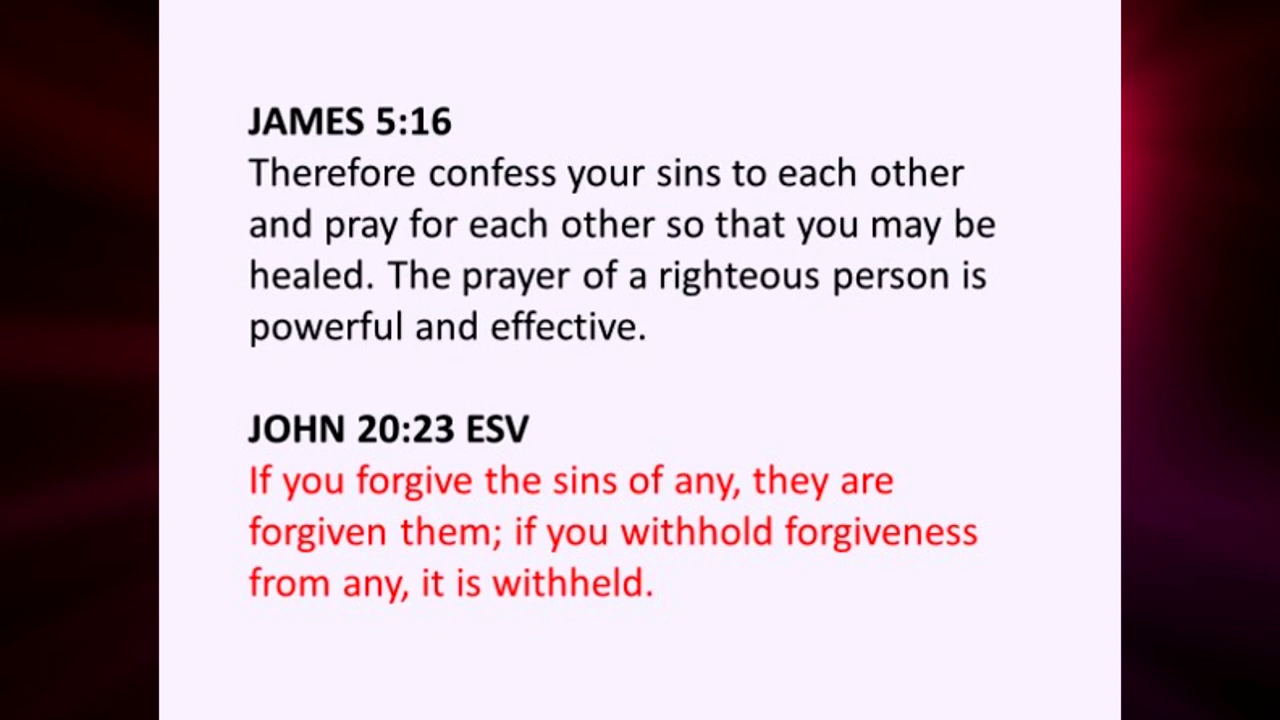 JAMES 5:16
Therefore confess your sins to each other
and pray for each other so that you may be
healed. The prayer of a righteous person is
powerful and effective.
JOHN 20:23 ESV
If you forgive the sins of any, they are
forgiven them; if you withhold forgiveness
from any, it is withheld.